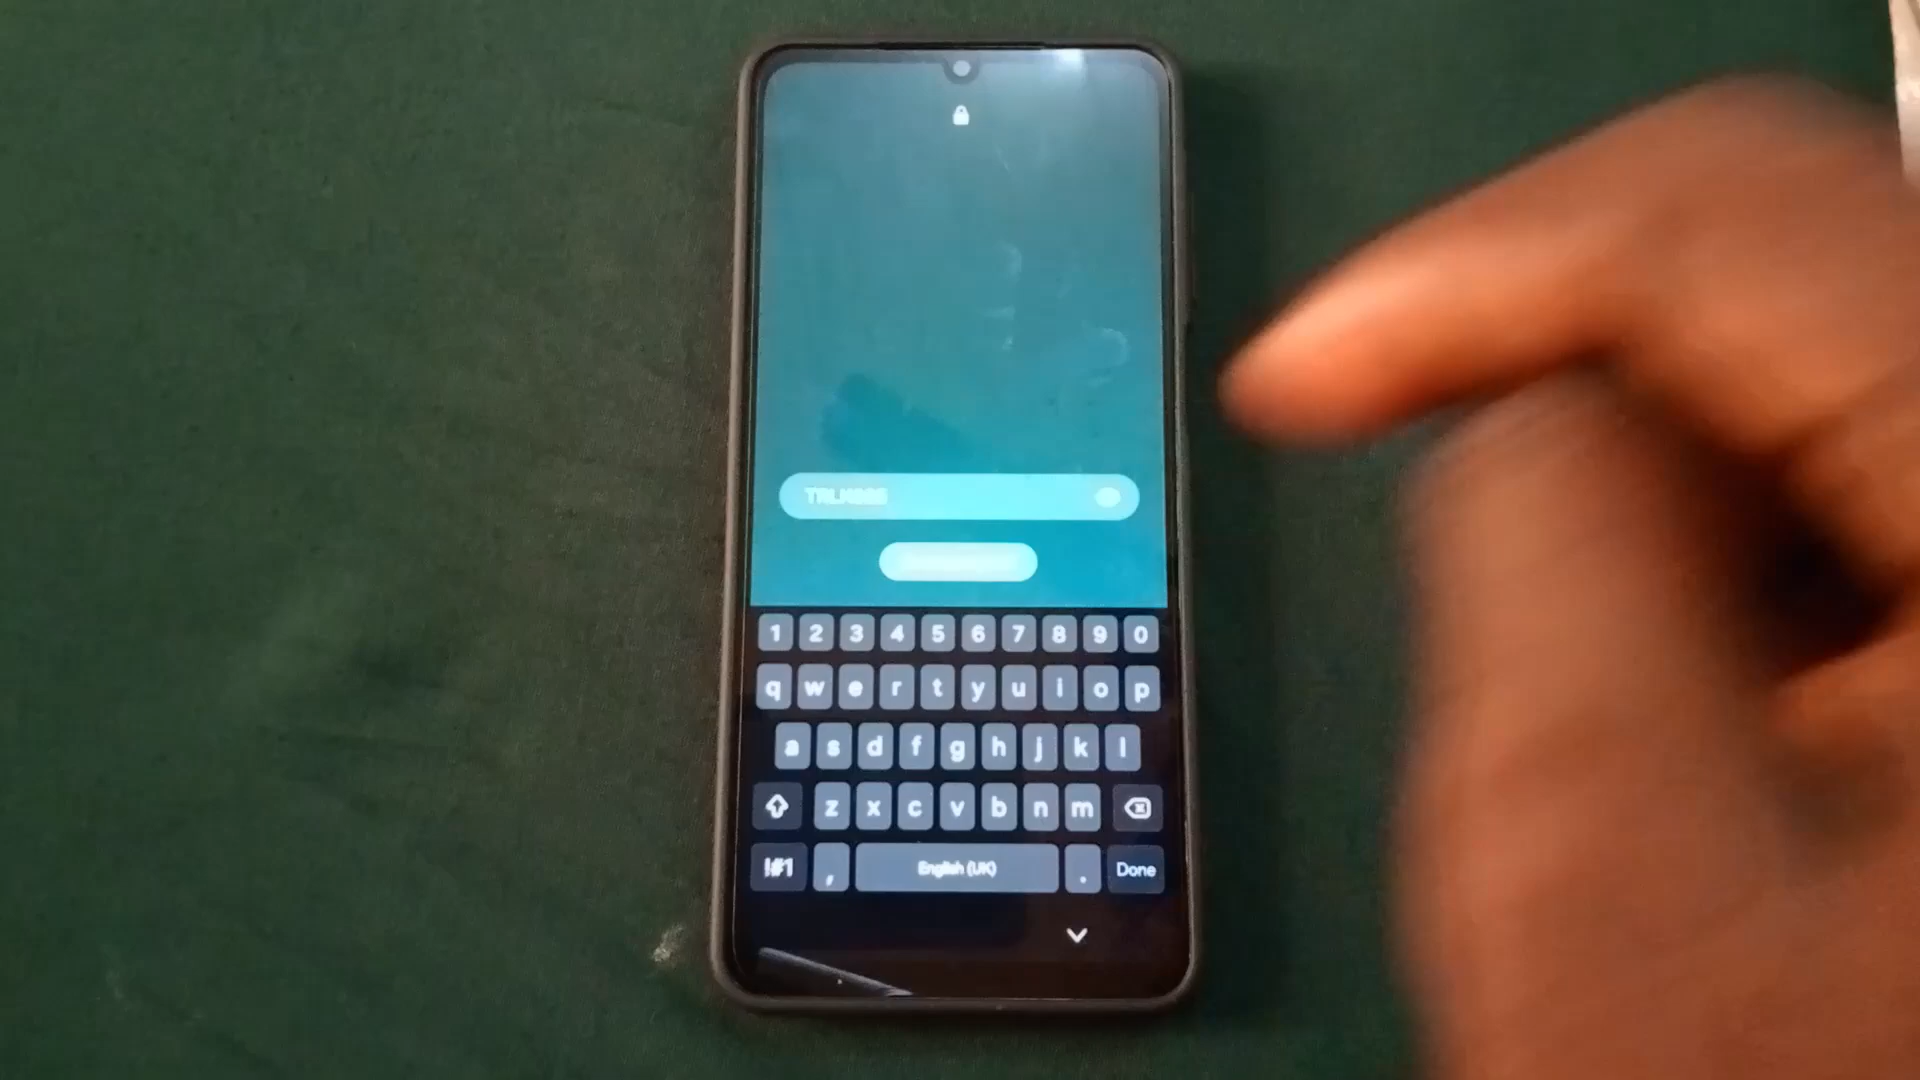 1 2 3 4 5 6 7 8 9 0
q w e r t y u i o p
a s d f g h j k l
z x c v b n m
!#1 , English (UK) . Done